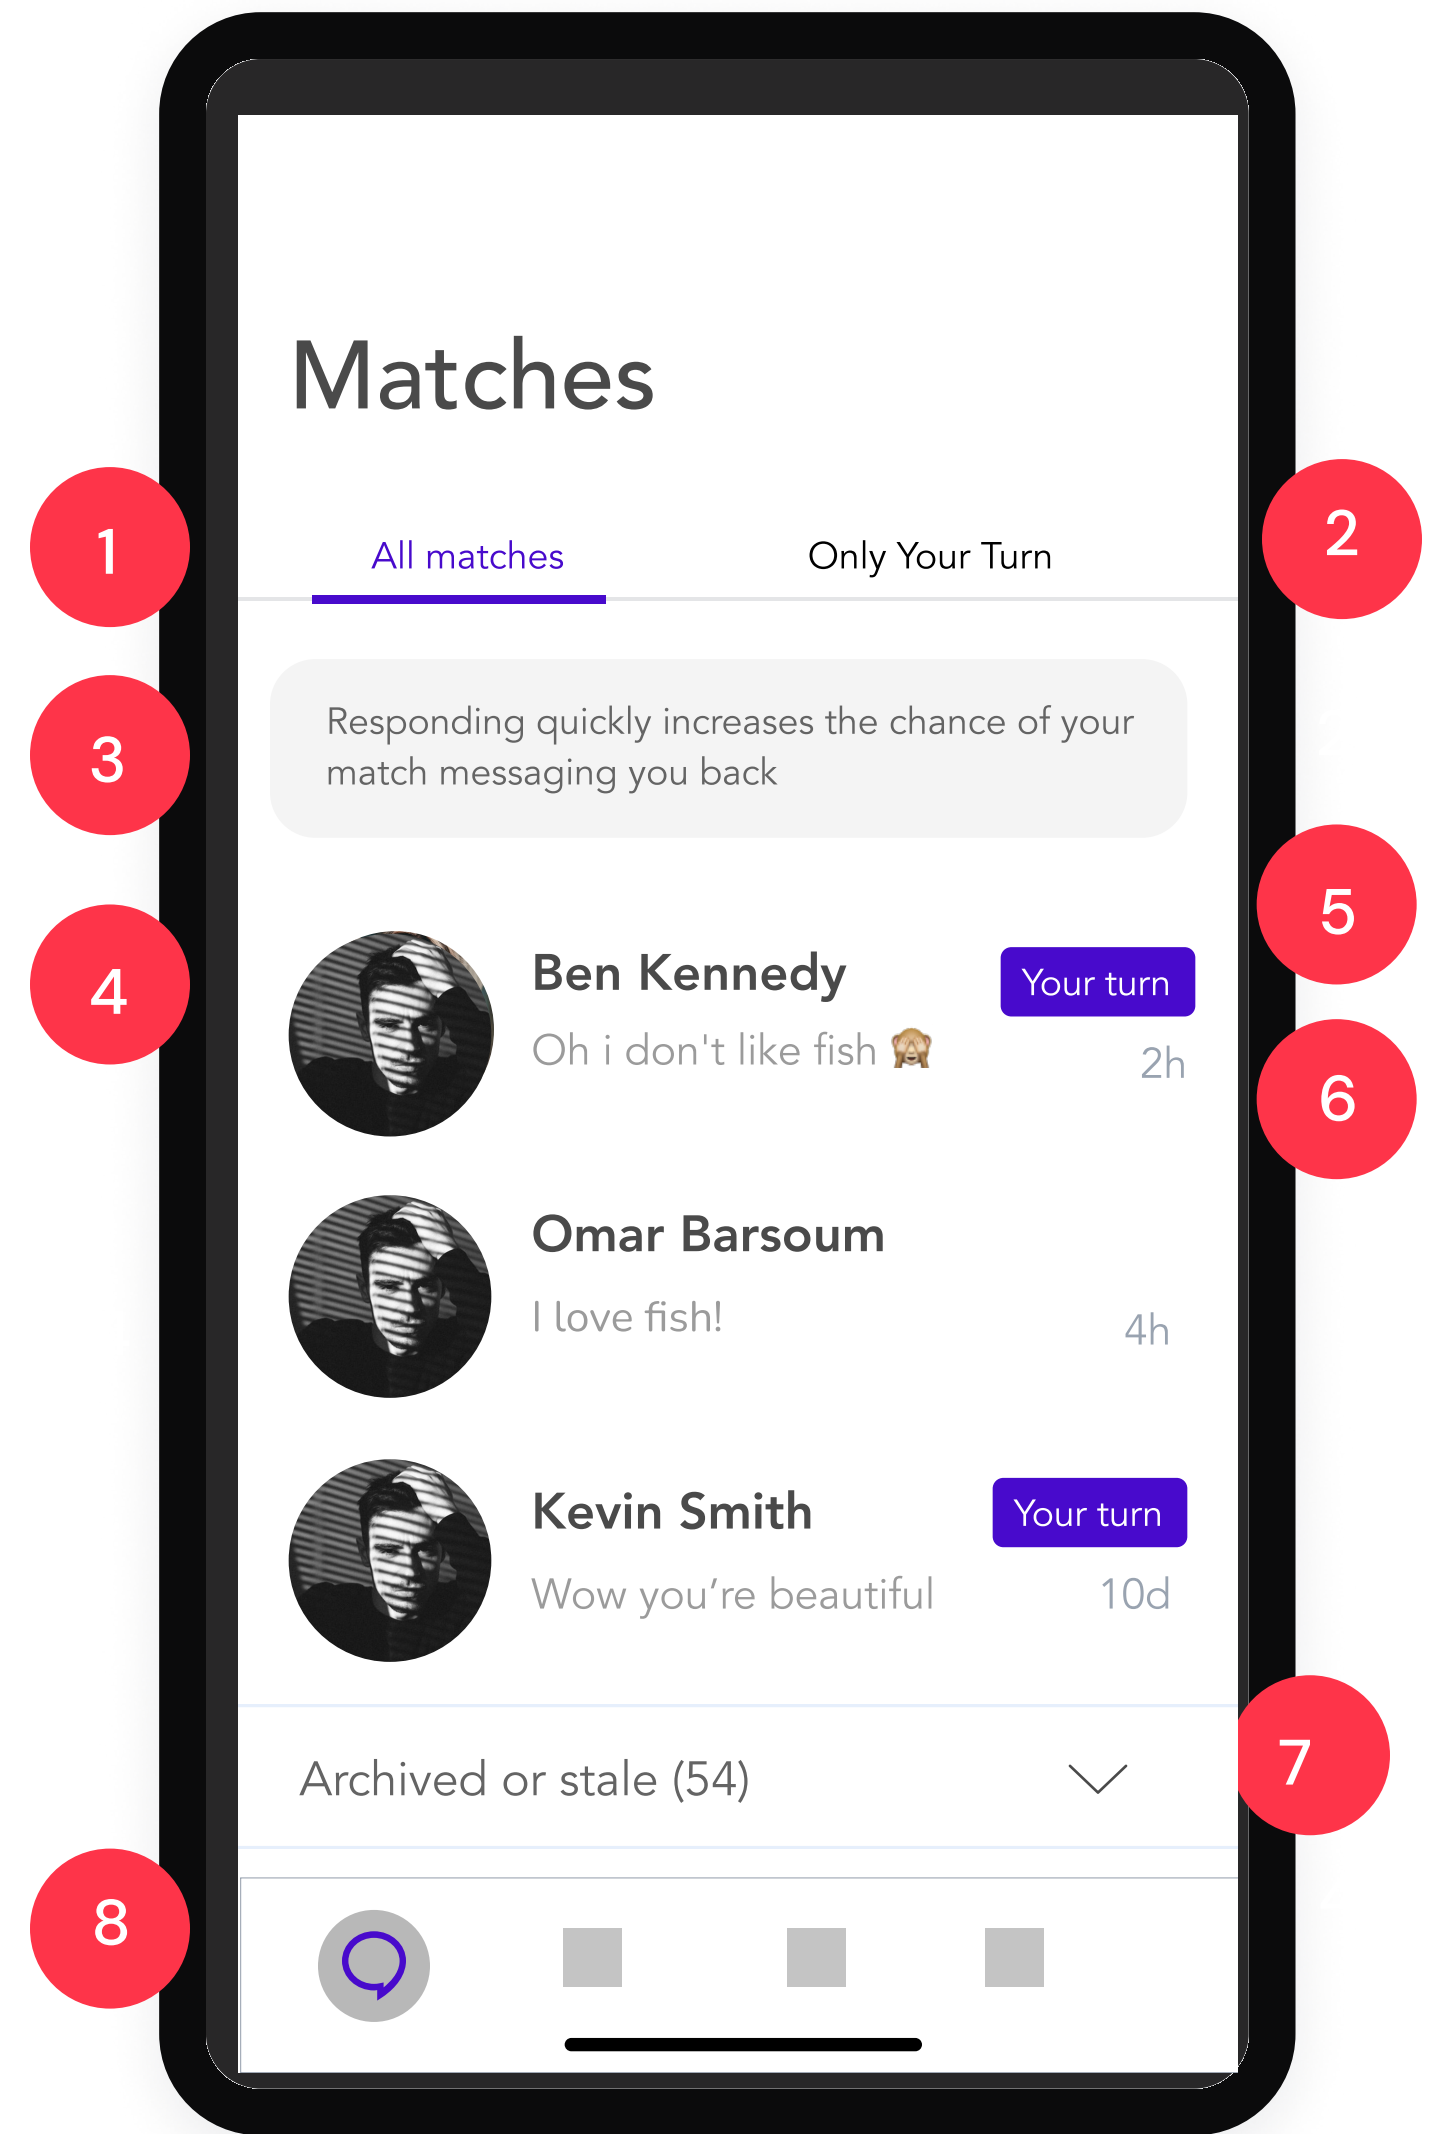 Matches
1
All matches
Only Your Turn
2
3
Responding quickly increases the chance of your
match messaging you back
4
Ben Kennedy
Your turn
5
Oh i don't like fish 🙈
2h
6
Omar Barsoum
I love fish!
4h
Kevin Smith
Your turn
Wow you’re beautiful
10d
Archived or stale (54)
7
8